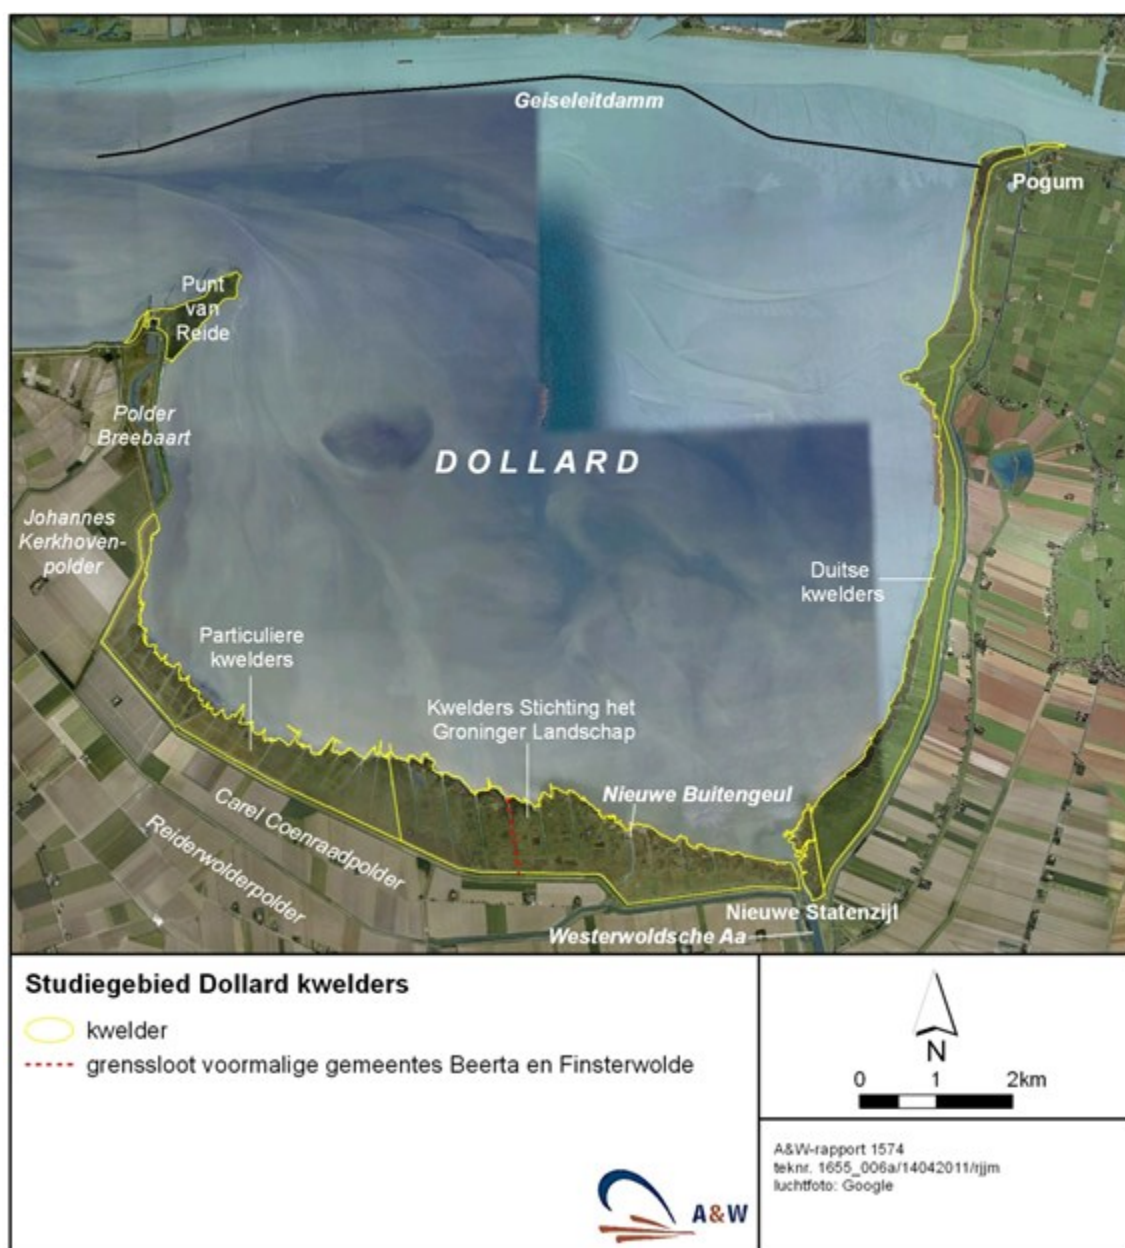 Geiseleitdamm
Pogum
Punt
van
Reide
Polder
Breebaart
DOLLARD
Johannes
Kerkhoven-
polder
Duitse
kwelders
Particuliere
kwelders
Kwelders Stichting het
Groninger Landschap
Nieuwe Buitengeul
Carel Coenraadpolder
Reiderwolderpolder
Nieuwe Statenzijl
Westerwoldsche Aa
Studiegebied Dollard kwelders
kwelder
grenssloot voormalige gemeentes Beerta en Finsterwolde
N
0 1 2km
A&W-rapport 1574
teknr. 1655_006a/14042011/rjjm
luchtfoto: Google
A&W